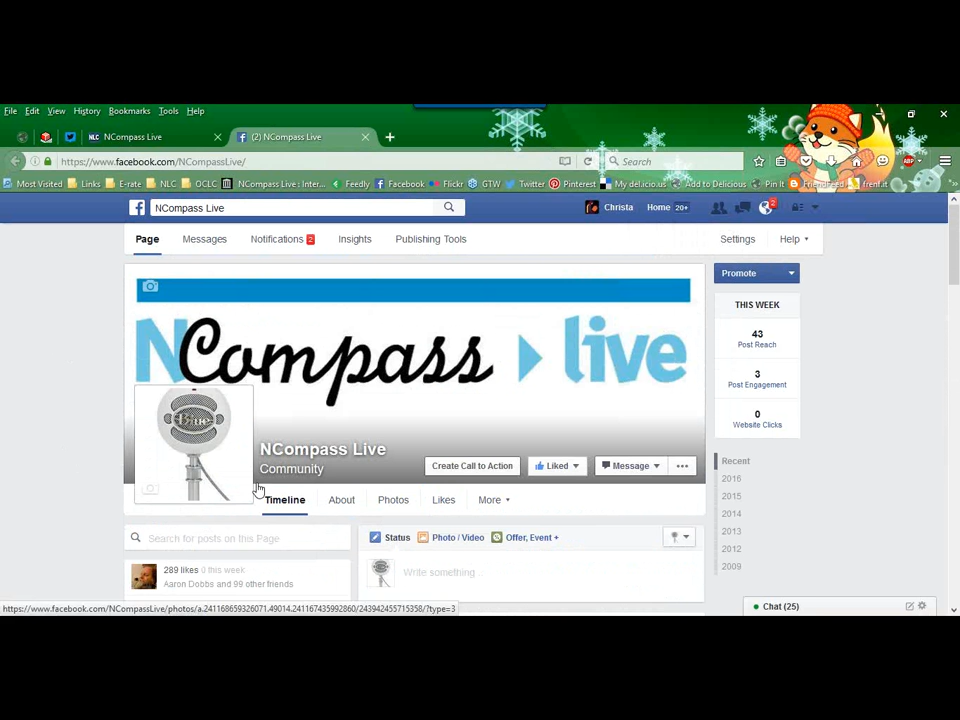 File Edit View History Bookmarks Tools Help
NLC NCompass Live × f (2) NCompass Live × +
https://www.facebook.com/NCompassLive/ Search ABP
Most Visited Links E-rate NLC OCLC NCompass Live : Inter... Feedly Facebook Flickr GTW Twitter Pinterest My del.icio.us Add to Delicious Pin It FriendFeed frenf.it
NCompass Live Christa Home 20+ 2
Page Messages Notifications 2 Insights Publishing Tools Settings Help
Promote
THIS WEEK
43
Post Reach
3
Post Engagement
0
Website Clicks
Recent
2016
2015
2014
2013
2012
2009
NCompass live
Blue
NCompass Live
Community
Create Call to Action Liked Message ...
Timeline About Photos Likes More
Search for posts on this Page
Status Photo / Video Offer, Event +
289 likes 0 this week
Aaron Dobbs and 99 other friends
Write something...
https://www.facebook.com/NCompassLive/photos/a.241168659326071.49014.241167435992860/243942455715358/?type=3
Chat (25)